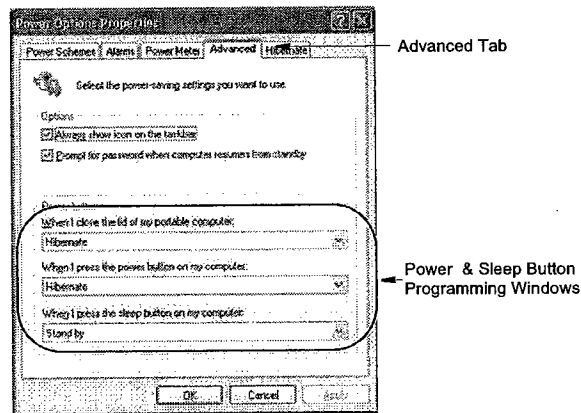 Power Options Properties
Power Schemes Alarms Power Meter Advanced Hibernate
Advanced Tab
Select the power-saving settings you want to use.
Options
Always show icon on the taskbar
Prompt for password when computer resumes from standby
Power buttons
When I close the lid of my portable computer:
Hibernate
When I press the power button on my computer:
Hibernate
When I press the sleep button on my computer:
Stand by
Power & Sleep Button
Programming Windows
OK Cancel Apply